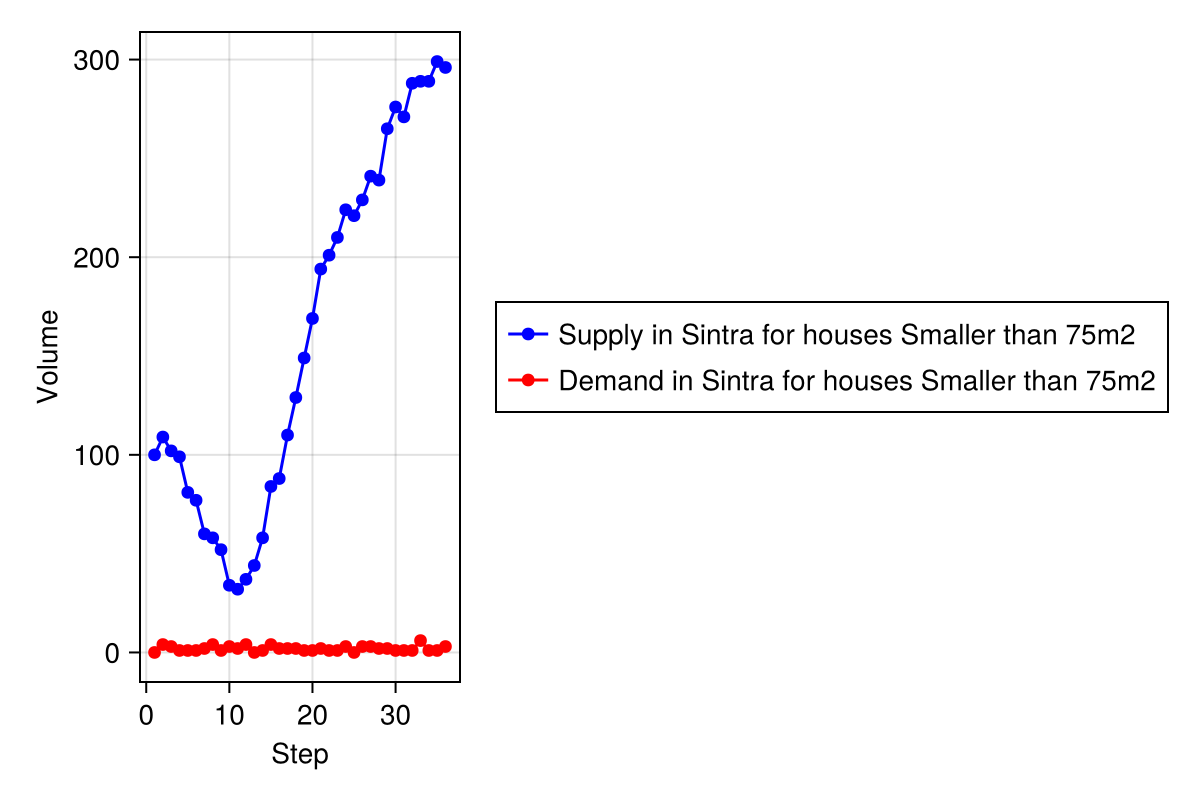 300
200
100
0
Volume
0 10 20 30
Step
Supply in Sintra for houses Smaller than 75m2
Demand in Sintra for houses Smaller than 75m2